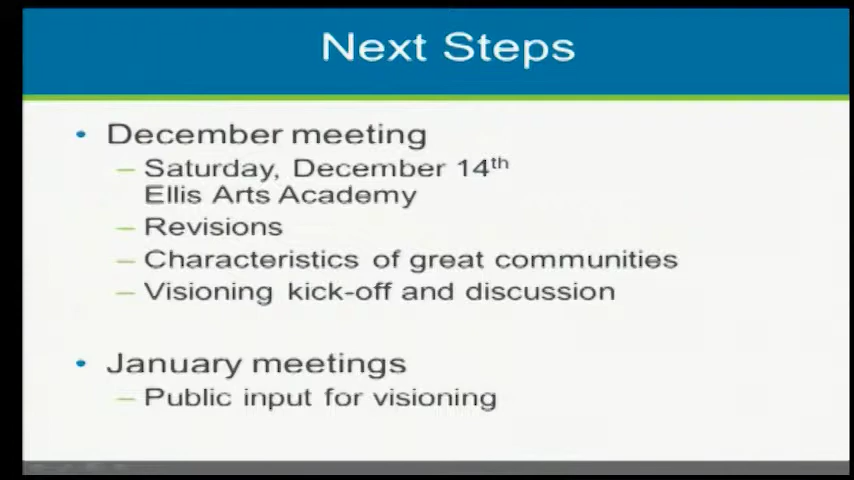 Next Steps
• December meeting
– Saturday, December 14th
Ellis Arts Academy
– Revisions
– Characteristics of great communities
– Visioning kick-off and discussion
• January meetings
– Public input for visioning